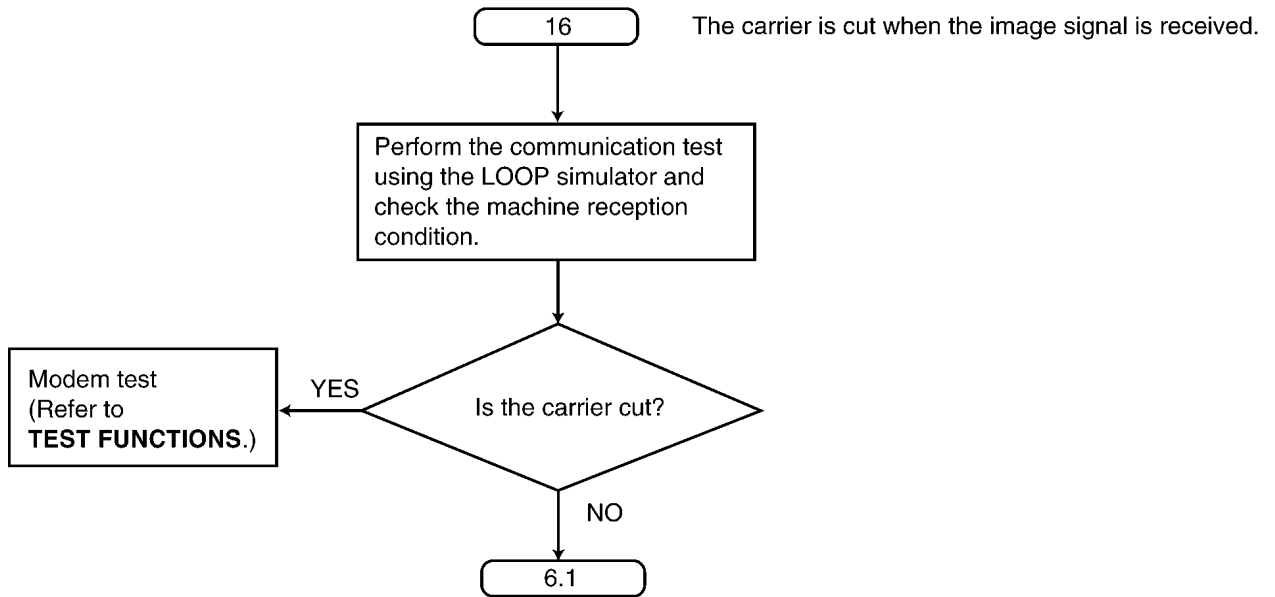 16
The carrier is cut when the image signal is received.
Perform the communication test
using the LOOP simulator and
check the machine reception
condition.
Modem test
(Refer to
TEST FUNCTIONS.)
YES
Is the carrier cut?
NO
6.1